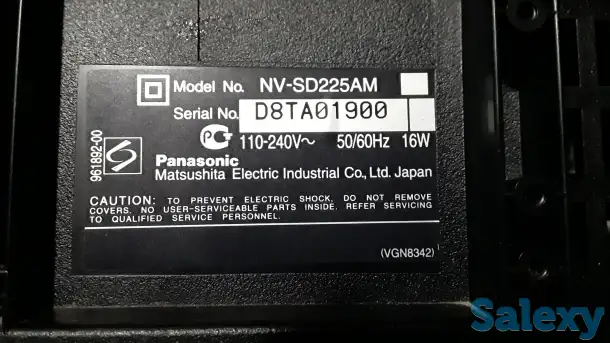 Model No. NV-SD225AM
Serial No. D8TA01900
110-240V~ 50/60Hz 16W
961892-00
Panasonic
Matsushita Electric Industrial Co., Ltd. Japan
CAUTION: TO PREVENT ELECTRIC SHOCK, DO NOT REMOVE
COVERS. NO USER-SERVICEABLE PARTS INSIDE. REFER SERVICING
TO QUALIFIED SERVICE PERSONNEL.
(VGN8342)
Salexy